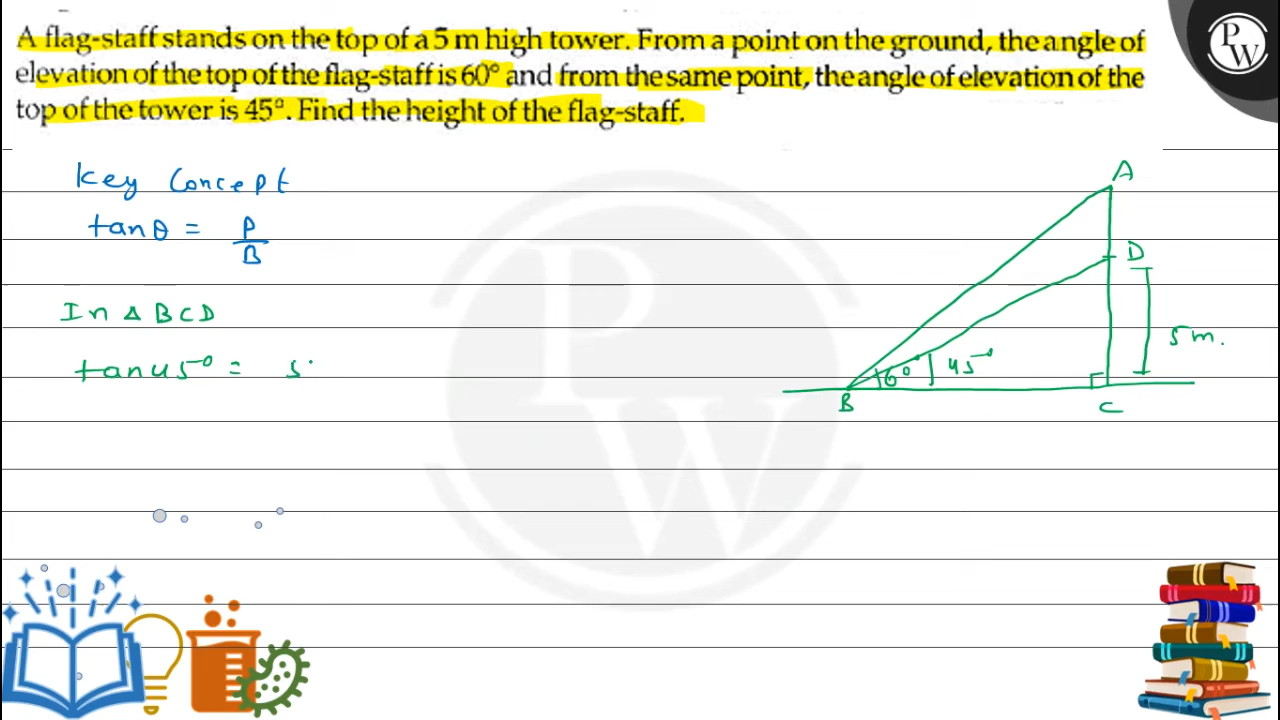 A flag-staff stands on the top of a 5 m high tower. From a point on the ground, the angle of
elevation of the top of the flag-staff is 60° and from the same point, the angle of elevation of the
top of the tower is 45°. Find the height of the flag-staff.
PW
Key Concept
tanθ = P/B
In △ BCD
tan45° = 5
A
D
5m.
60°
45°
B
C
PW